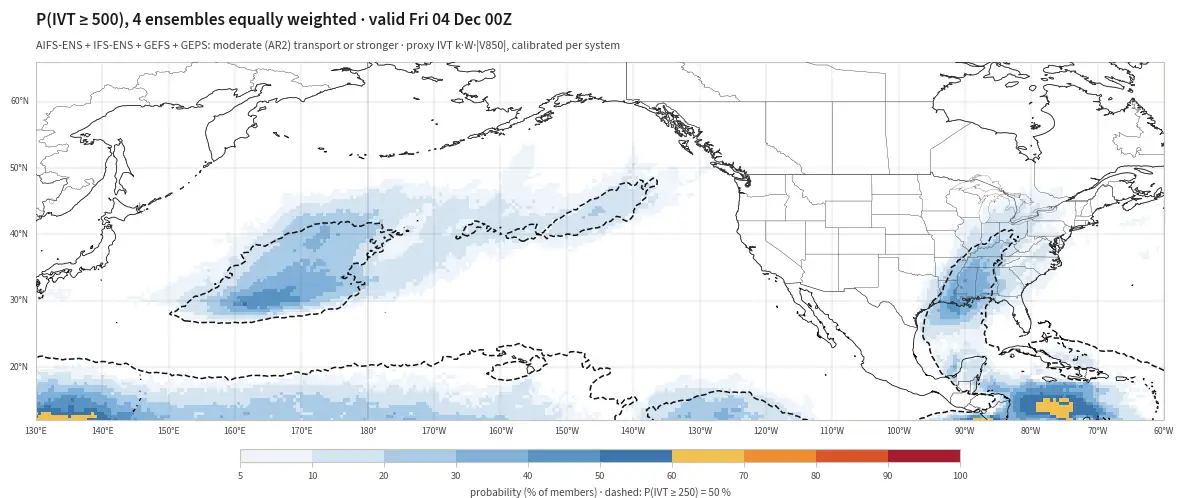 P(IVT ≥ 500), 4 ensembles equally weighted · valid Fri 04 Dec 00Z
AIFS-ENS + IFS-ENS + GEFS + GEPS: moderate (AR2) transport or stronger · proxy IVT k·W·|V850|, calibrated per system
60°N
50°N
40°N
30°N
20°N
130°E 140°E 150°E 160°E 170°E 180° 170°W 160°W 150°W 140°W 130°W 120°W 110°W 100°W 90°W 80°W 70°W 60°W
5 10 20 30 40 50 60 70 80 90 100
probability (% of members) · dashed: P(IVT ≥ 250) = 50 %